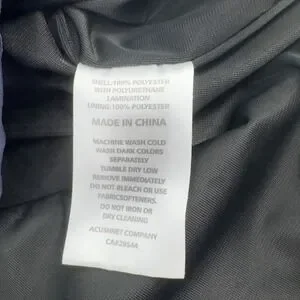 SHELL:100% POLYESTER
WITH POLYURETHANE
LAMINATION
LINING:100% POLYESTER
MADE IN CHINA
MACHINE WASH COLD
WASH DARK COLORS
SEPARATELY
TUMBLE DRY LOW
REMOVE IMMEDIATELY
DO NOT BLEACH OR USE
FABRICSOFTENERS.
DO NOT IRON OR
DRY CLEANING
ACUSHNET COMPANY